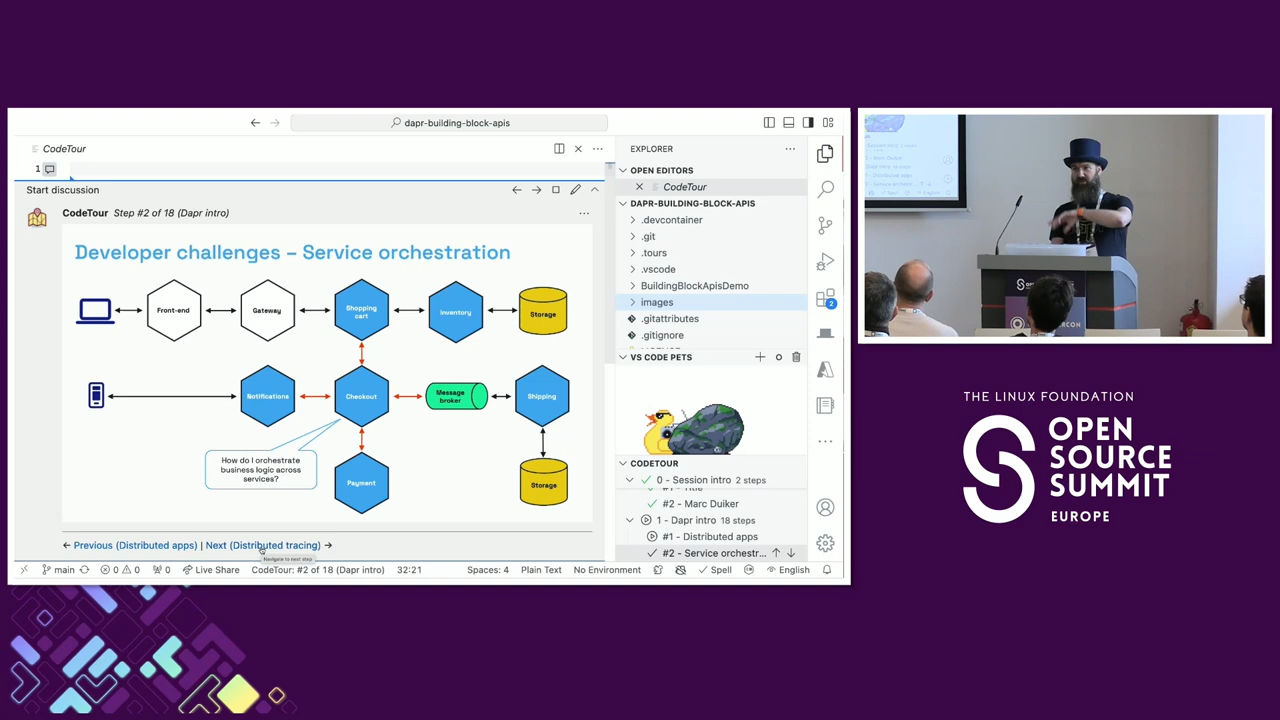 dapr-building-block-apis
CodeTour
1
Start discussion
CodeTour Step #2 of 18 (Dapr intro)
Developer challenges – Service orchestration
Front-end
Gateway
Shopping
cart
Inventory
Storage
Notifications
Checkout
Message
broker
Shipping
How do I orchestrate
business logic across
services?
Payment
Storage
← Previous (Distributed apps) | Next (Distributed tracing) →
Navigate to next step
main
0 0
0
Live Share
CodeTour: #2 of 18 (Dapr intro)
32:21
Spaces: 4
Plain Text
No Environment
Spell
English
EXPLORER
OPEN EDITORS
CodeTour
DAPR-BUILDING-BLOCK-APIS
.devcontainer
.git
.tours
.vscode
BuildingBlockApisDemo
images
.gitattributes
.gitignore
VS CODE PETS
CODETOUR
0 - Session intro 2 steps
#2 - Marc Duiker
1 - Dapr intro 18 steps
#1 - Distributed apps
#2 - Service orchestr...
2
THE LINUX FOUNDATION
OPEN
SOURCE
SUMMIT
EUROPE